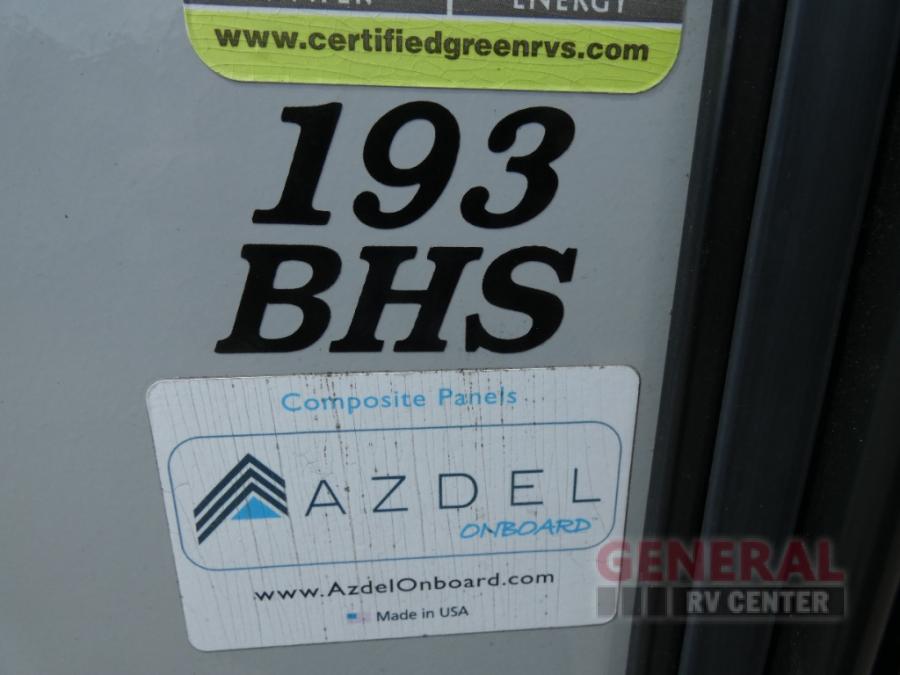 ENERGY
www.certifiedgreenrvs.com
193
BHS
Composite Panels
AZDEL
ONBOARD
www.AzdelOnboard.com
Made in USA
GENERAL
RV CENTER